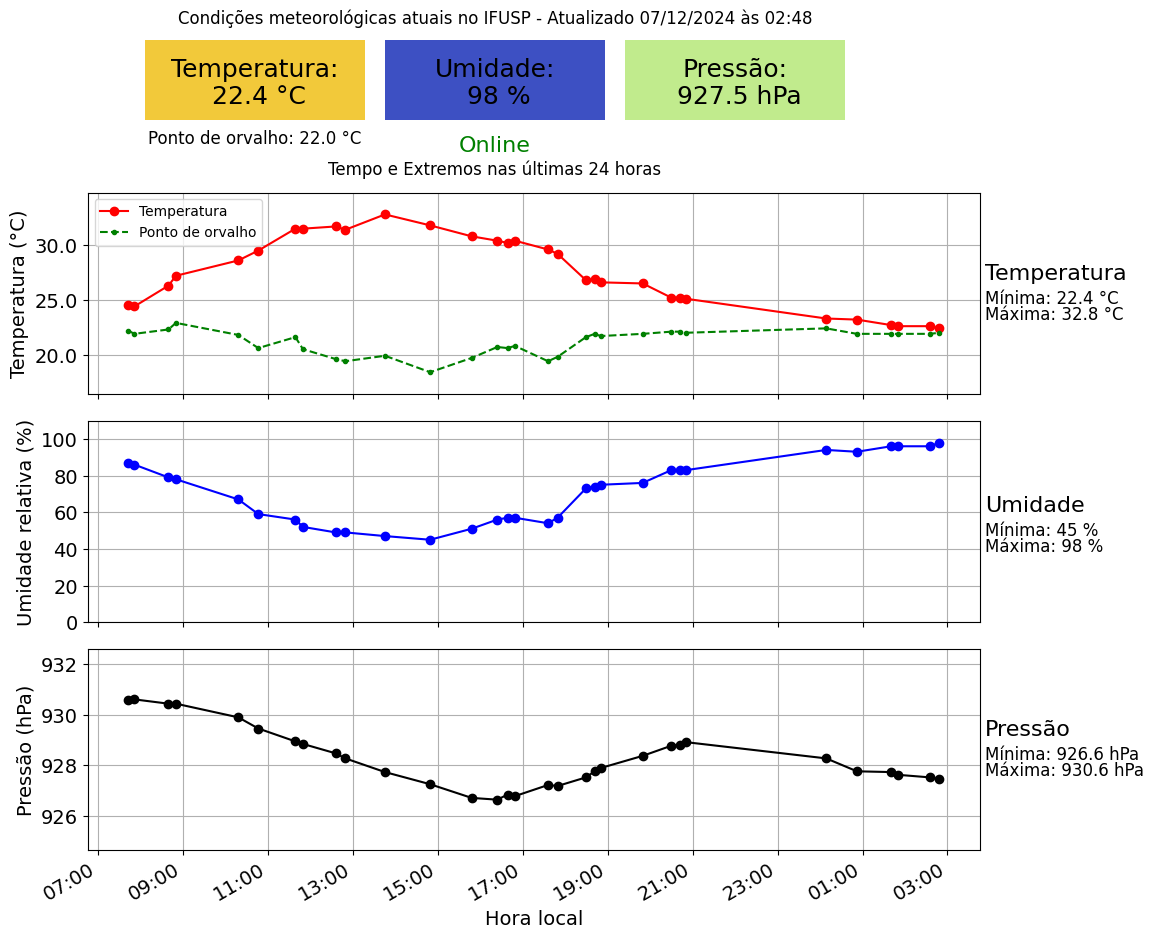 Condições meteorológicas atuais no IFUSP - Atualizado 07/12/2024 às 02:48
Temperatura:
22.4 °C
Umidade:
98 %
Pressão:
927.5 hPa
Ponto de orvalho: 22.0 °C
Online
Tempo e Extremos nas últimas 24 horas
Temperatura
Ponto de orvalho
Temperatura (°C)
30.0
25.0
20.0
Temperatura
Mínima: 22.4 °C
Máxima: 32.8 °C
Umidade relativa (%)
100
80
60
40
20
0
Umidade
Mínima: 45 %
Máxima: 98 %
Pressão (hPa)
932
930
928
926
Pressão
Mínima: 926.6 hPa
Máxima: 930.6 hPa
07:00
09:00
11:00
13:00
15:00
17:00
19:00
21:00
23:00
01:00
03:00
Hora local